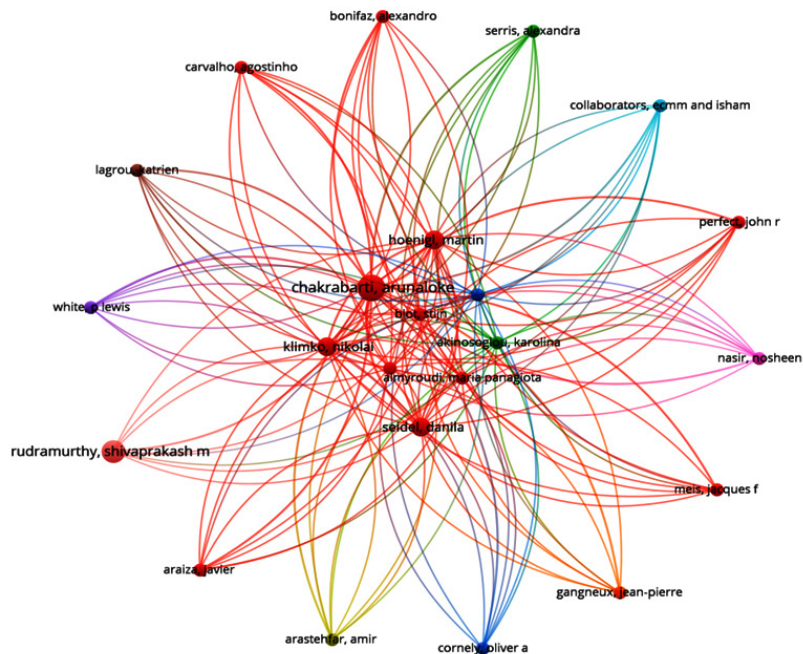 bonifaz, alexandro
serris, alexandra
carvalho, agostinho
collaborators, ecmm and isham
lagrou, katrien
perfect, john r
hoenigl, martin
chakrabarti, arunaloke
white, p lewis
blot, stijn
akinosoglou, karolina
klimko, nikolai
nasir, nosheen
almyroudi, maria panagiota
seidel, danila
rudramurthy, shivaprakash m
meis, jacques f
araiza, javier
gangneux, jean-pierre
arastehfar, amir
cornely, oliver a